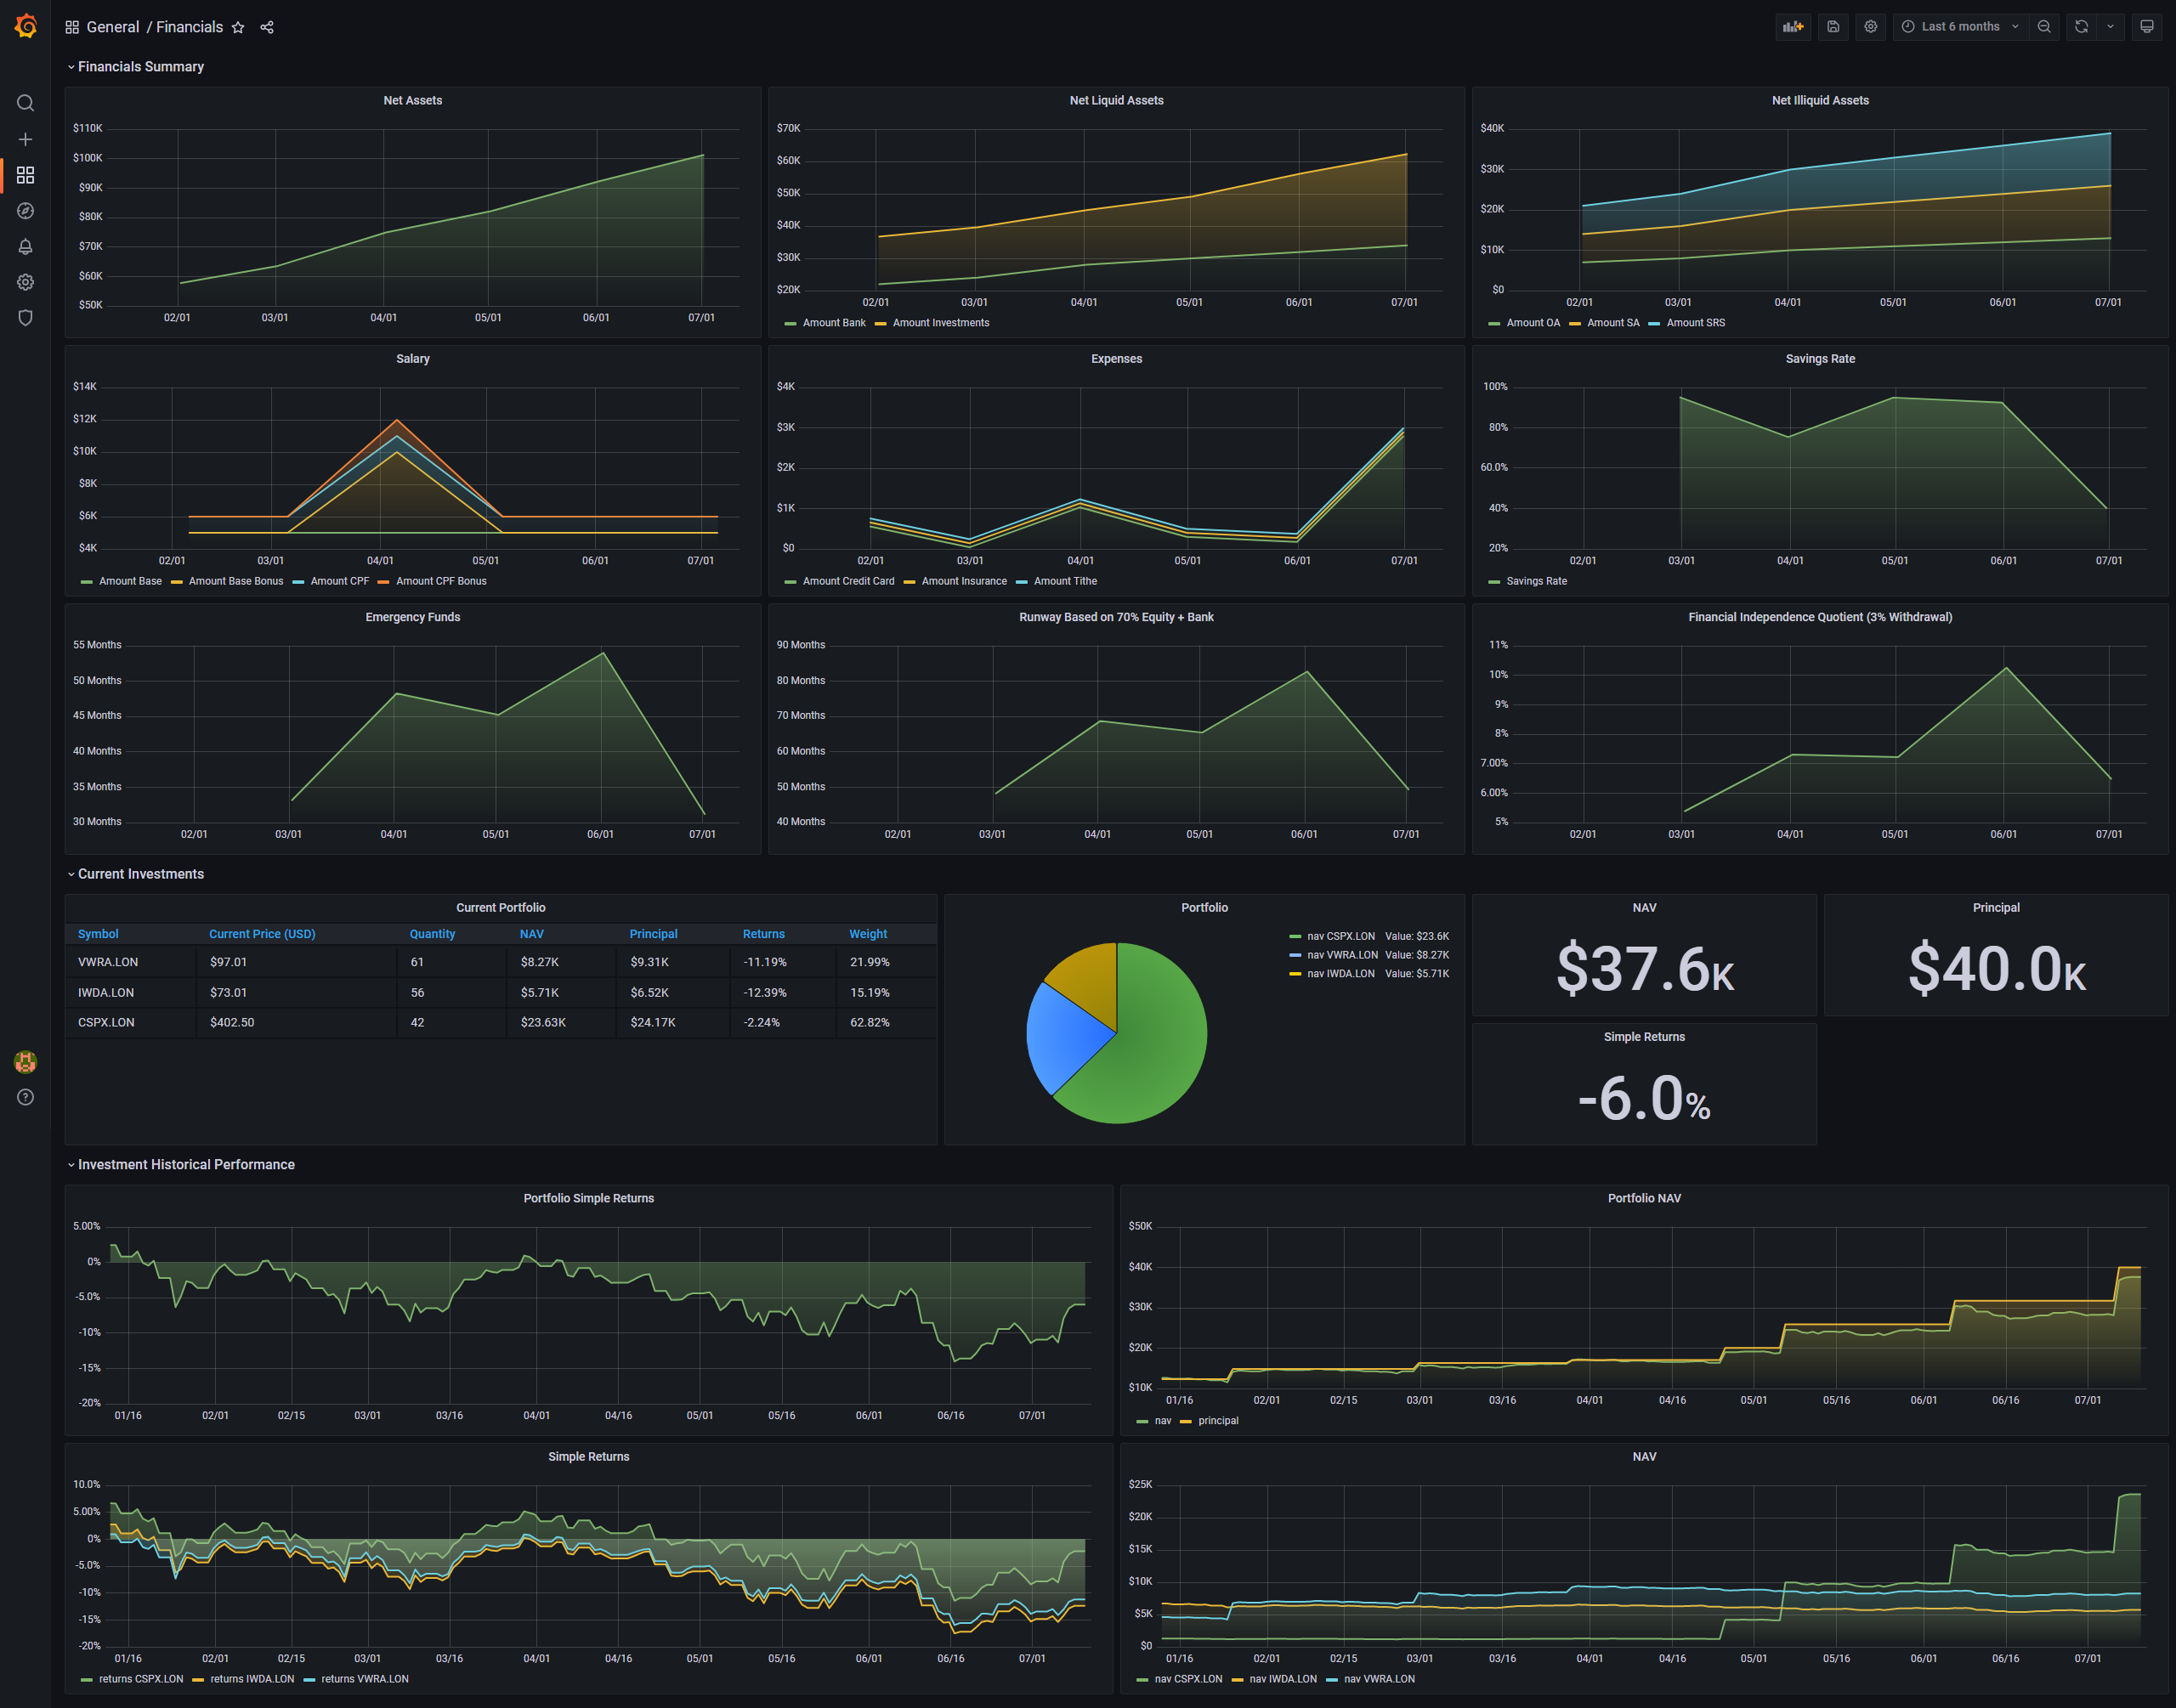 General / Financials
Last 6 months
Financials Summary
Net Assets
$110K
$100K
$90K
$80K
$70K
$60K
$50K
02/01 03/01 04/01 05/01 06/01 07/01
Net Liquid Assets
$70K
$60K
$50K
$40K
$30K
$20K
02/01 03/01 04/01 05/01 06/01 07/01
Amount Bank Amount Investments
Net Illiquid Assets
$40K
$30K
$20K
$10K
$0
02/01 03/01 04/01 05/01 06/01 07/01
Amount OA Amount SA Amount SRS
Salary
$14K
$12K
$10K
$8K
$6K
$4K
02/01 03/01 04/01 05/01 06/01 07/01
Amount Base Amount Base Bonus Amount CPF Amount CPF Bonus
Expenses
$4K
$3K
$2K
$1K
$0
02/01 03/01 04/01 05/01 06/01 07/01
Amount Credit Card Amount Insurance Amount Tithe
Savings Rate
100%
80%
60.0%
40%
20%
02/01 03/01 04/01 05/01 06/01 07/01
Savings Rate
Emergency Funds
55 Months
50 Months
45 Months
40 Months
35 Months
30 Months
02/01 03/01 04/01 05/01 06/01 07/01
Runway Based on 70% Equity + Bank
90 Months
80 Months
70 Months
60 Months
50 Months
40 Months
02/01 03/01 04/01 05/01 06/01 07/01
Financial Independence Quotient (3% Withdrawal)
11%
10%
9%
8%
7.00%
6.00%
5%
02/01 03/01 04/01 05/01 06/01 07/01
Current Investments
Current Portfolio
Symbol Current Price (USD) Quantity NAV Principal Returns Weight
VWRA.LON $97.01 61 $8.27K $9.31K -11.19% 21.99%
IWDA.LON $73.01 56 $5.71K $6.52K -12.39% 15.19%
CSPX.LON $402.50 42 $23.63K $24.17K -2.24% 62.82%
Portfolio
nav CSPX.LON Value: $23.6K
nav VWRA.LON Value: $8.27K
nav IWDA.LON Value: $5.71K
NAV
$37.6K
Principal
$40.0K
Simple Returns
-6.0%
Investment Historical Performance
Portfolio Simple Returns
5.00%
0%
-5.0%
-10%
-15%
-20%
01/16 02/01 02/15 03/01 03/16 04/01 04/16 05/01 05/16 06/01 06/16 07/01
Portfolio NAV
$50K
$40K
$30K
$20K
$10K
01/16 02/01 02/15 03/01 03/16 04/01 04/16 05/01 05/16 06/01 06/16 07/01
nav principal
Simple Returns
10.0%
5.00%
0%
-5.0%
-10%
-15%
-20%
01/16 02/01 02/15 03/01 03/16 04/01 04/16 05/01 05/16 06/01 06/16 07/01
returns CSPX.LON returns IWDA.LON returns VWRA.LON
NAV
$25K
$20K
$15K
$10K
$5K
$0
01/16 02/01 02/15 03/01 03/16 04/01 04/16 05/01 05/16 06/01 06/16 07/01
nav CSPX.LON nav IWDA.LON nav VWRA.LON